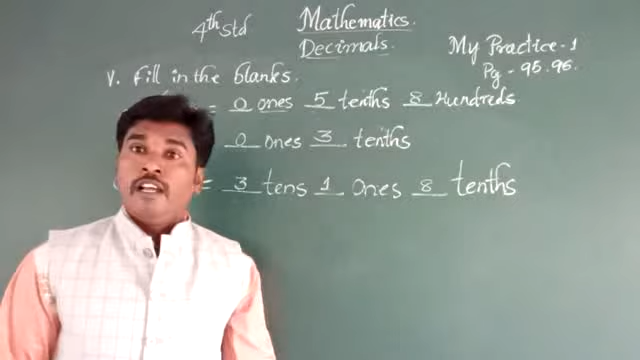 4th Std
Mathematics
Decimals.
My Practice-1
Pg - 95.96.
V. Fill in the blanks.
= 0 ones 5 tenths 8 Hundreds
0 ones 3 tenths
= 3 tens 1 ones 8 tenths